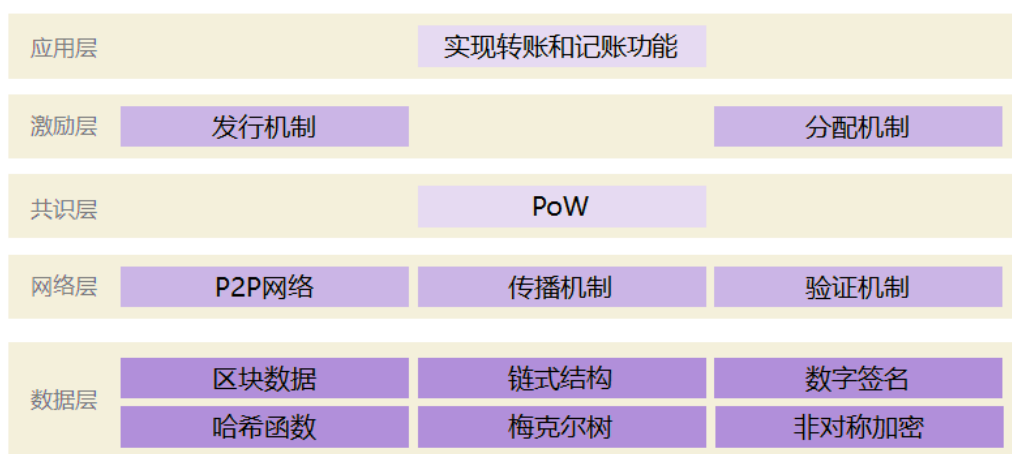 应用层 实现转账和记账功能
激励层 发行机制 分配机制
共识层 PoW
网络层 P2P网络 传播机制 验证机制
数据层
区块数据 链式结构 数字签名
哈希函数 梅克尔树 非对称加密